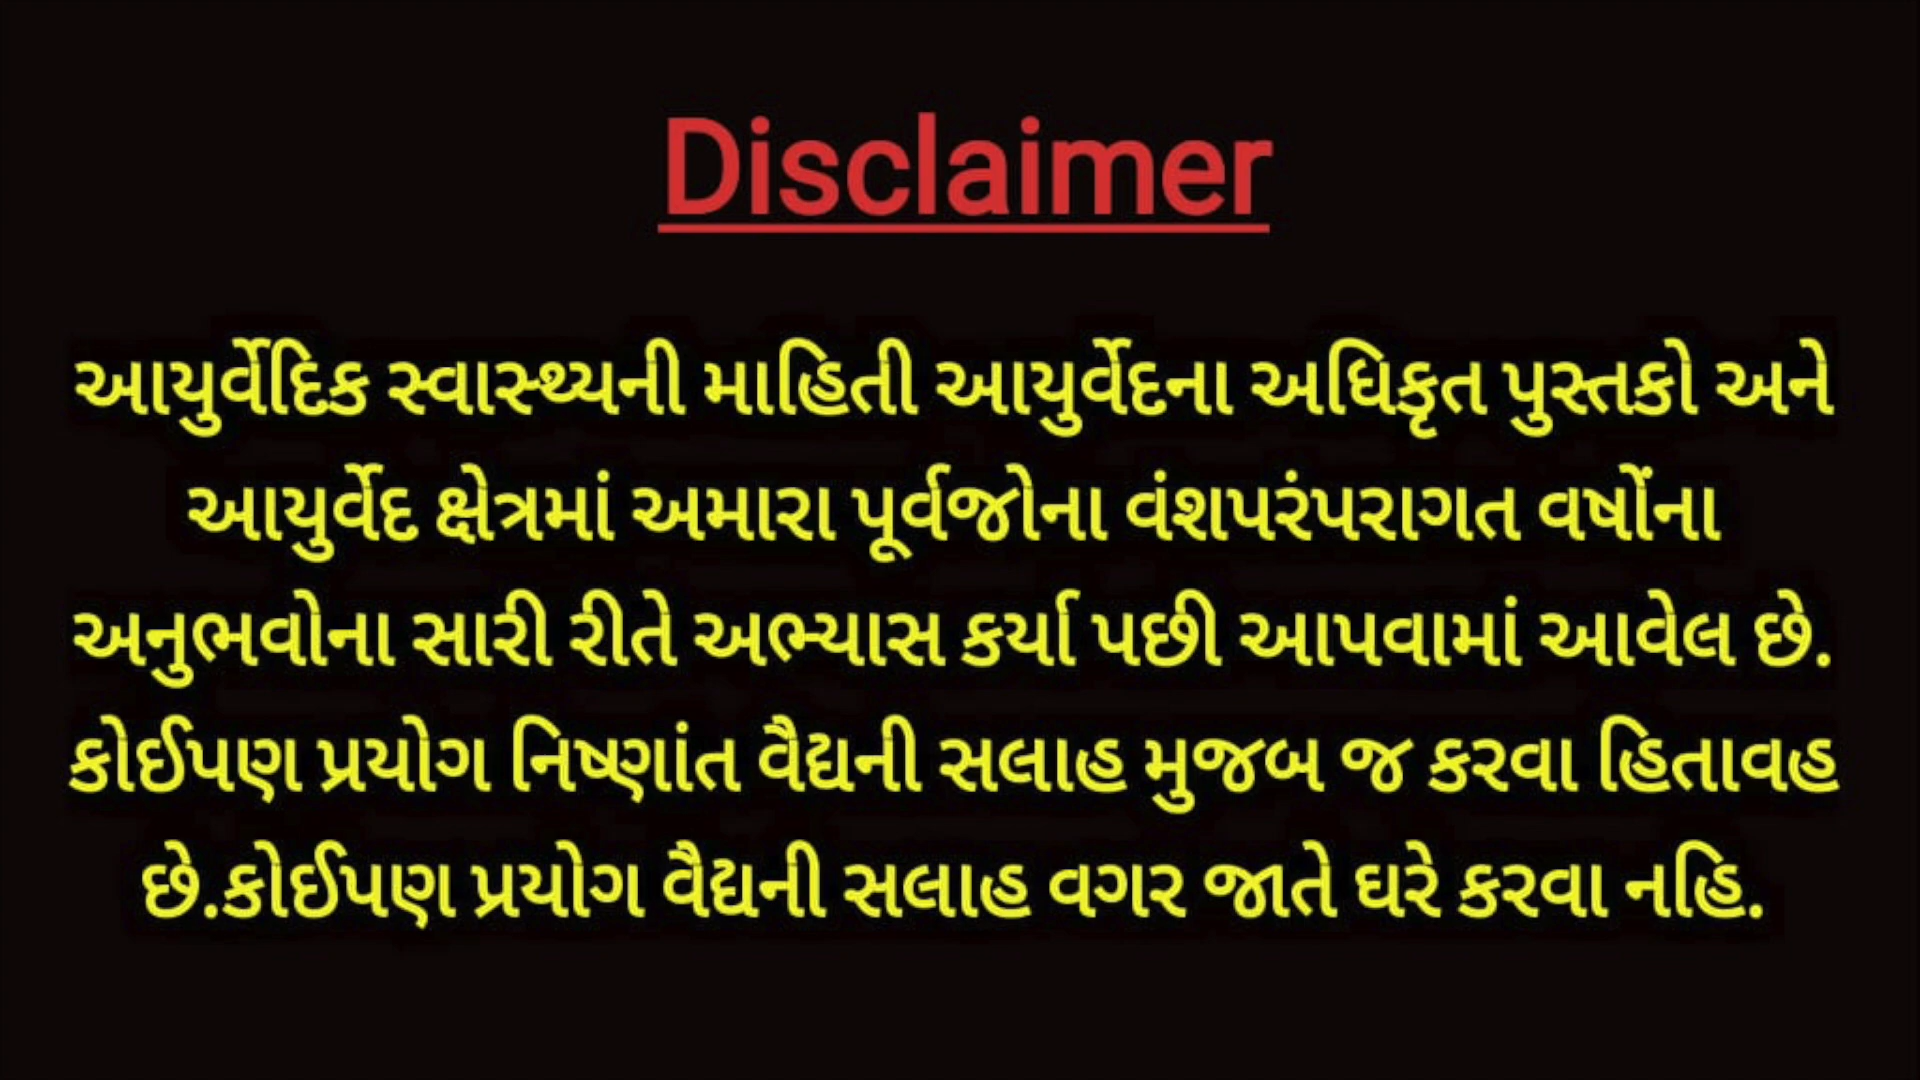 Disclaimer
આયુર્વેદિક સ્વાસ્થ્યની માહિતી આયુર્વેદના અધિકૃત પુસ્તકો અને
આયુર્વેદ ક્ષેત્રમાં અમારા પૂર્વજોના વંશપરંપરાગત વર્ષોના
અનુભવોના સારી રીતે અભ્યાસ કર્યા પછી આપવામાં આવેલ છે.
કોઈપણ પ્રયોગ નિષ્ણાંત વૈદ્યની સલાહ મુજબ જ કરવા હિતાવહ
છે.કોઈપણ પ્રયોગ વૈદ્યની સલાહ વગર જાતે ઘરે કરવા નહિ.